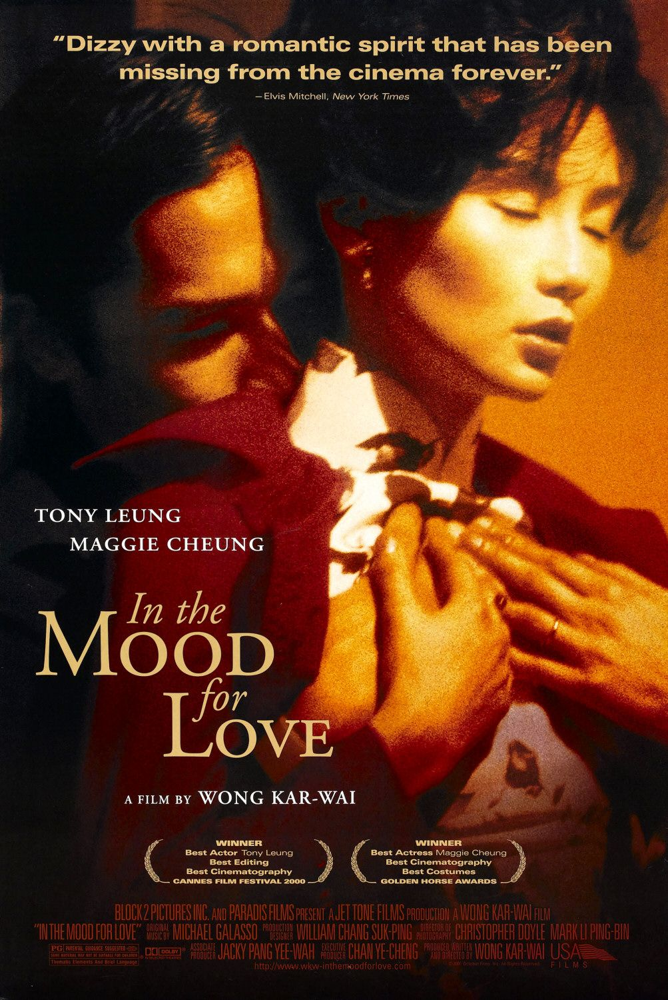 “Dizzy with a romantic spirit that has been
missing from the cinema forever.”
—Elvis Mitchell, New York Times
TONY LEUNG
MAGGIE CHEUNG
In the
MOOD
for
LOVE
A FILM BY WONG KAR-WAI
WINNER
Best Actor Tony Leung
Best Editing
Best Cinematography
CANNES FILM FESTIVAL 2000
WINNER
Best Actress Maggie Cheung
Best Cinematography
Best Costumes
GOLDEN HORSE AWARDS
BLOCK 2 PICTURES INC. AND PARADIS FILMS PRESENT A JET TONE FILMS PRODUCTION A WONG KAR-WAI FILM
“IN THE MOOD FOR LOVE” ORIGINAL MUSIC BY MICHAEL GALASSO PRODUCTION DESIGNER WILLIAM CHANG SUK-PING DIRECTOR OF PHOTOGRAPHY CHRISTOPHER DOYLE MARK LI PING-BIN
ASSOCIATE PRODUCER JACKY PANG YEE-WAH EXECUTIVE PRODUCER CHAN YE-CHENG PRODUCED WRITTEN AND DIRECTED BY WONG KAR-WAI
PG PARENTAL GUIDANCE SUGGESTED
SOME MATERIAL MAY NOT BE SUITABLE FOR CHILDREN
Thematic Elements And Brief Language
DOLBY
IN SELECTED THEATRES
USA
FILMS
http://www.wkw-inthemoodforlove.com
© 2001 October Films, Inc. All Rights Reserved